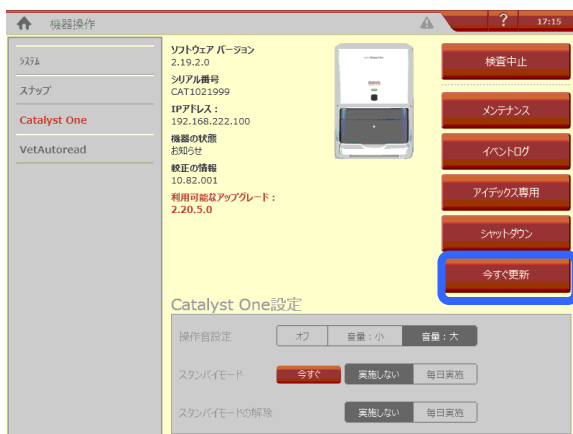 機器操作
?
17:15
システム
スナップ
Catalyst One
VetAutoread
ソフトウェア バージョン
2.19.2.0
シリアル番号
CAT1021999
IPアドレス：
192.168.222.100
機器の状態
お知らせ
較正の情報
10.82.001
利用可能なアップグレード：
2.20.5.0
検査中止
メンテナンス
イベントログ
アイデックス専用
シャットダウン
今すぐ更新
Catalyst One設定
操作音設定 オフ 音量：小 音量：大
スタンバイモード 今すぐ 実施しない 毎日実施
スタンバイモードの解除 実施しない 毎日実施